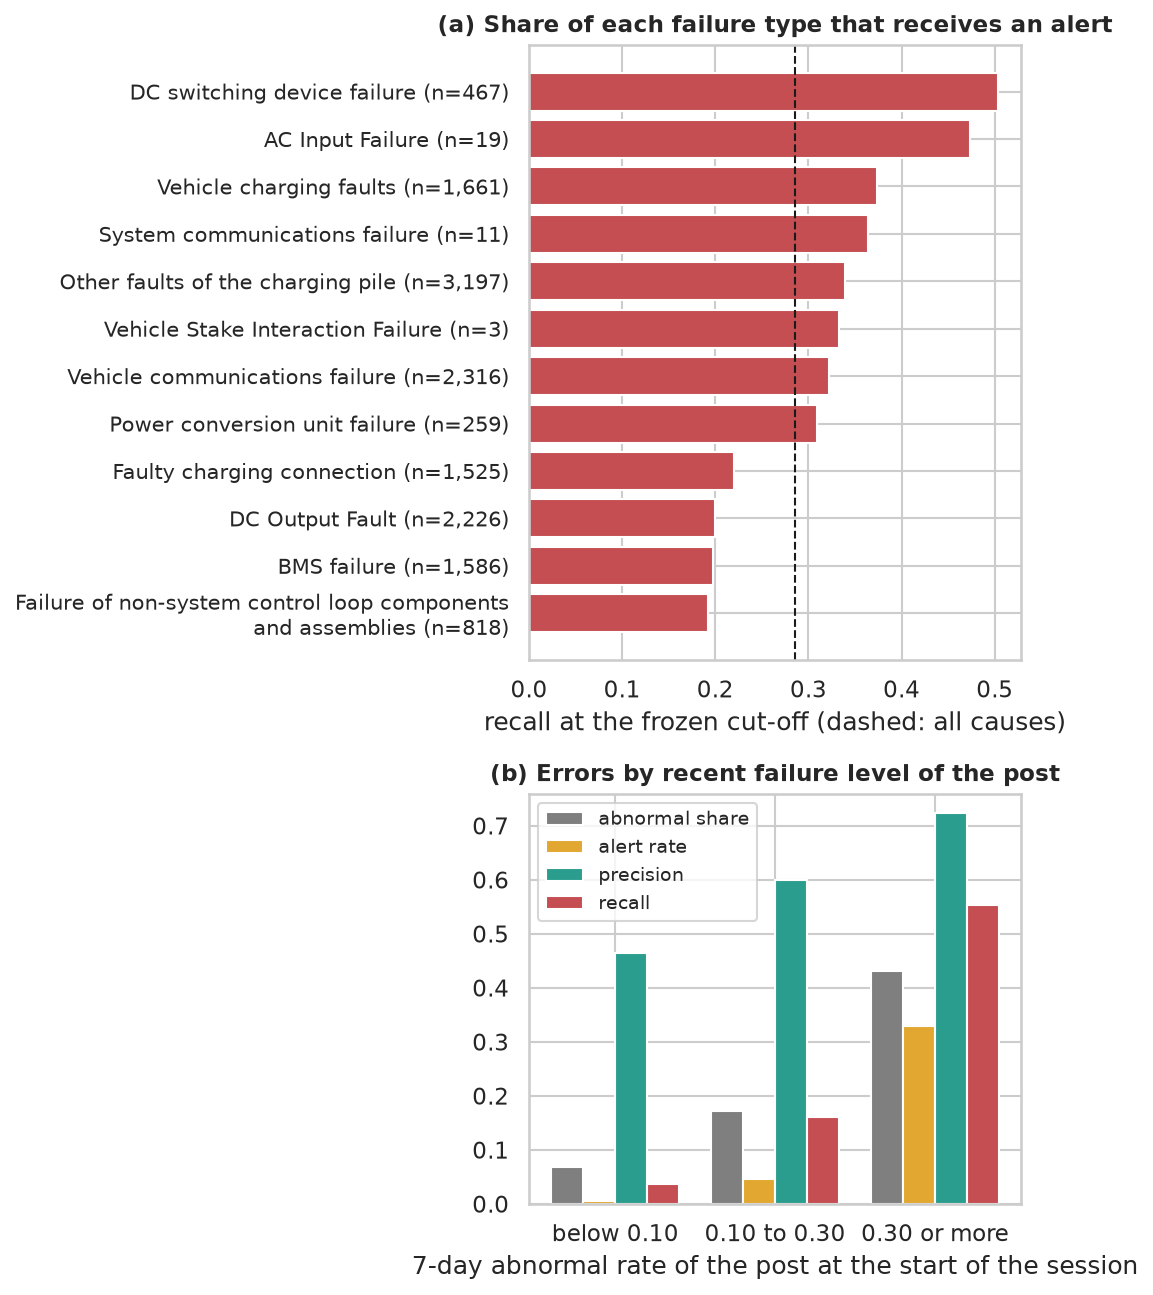 (a) Share of each failure type that receives an alert
DC switching device failure (n=467)
AC Input Failure (n=19)
Vehicle charging faults (n=1,661)
System communications failure (n=11)
Other faults of the charging pile (n=3,197)
Vehicle Stake Interaction Failure (n=3)
Vehicle communications failure (n=2,316)
Power conversion unit failure (n=259)
Faulty charging connection (n=1,525)
DC Output Fault (n=2,226)
BMS failure (n=1,586)
Failure of non-system control loop components
and assemblies (n=818)
0.0 0.1 0.2 0.3 0.4 0.5
recall at the frozen cut-off (dashed: all causes)
(b) Errors by recent failure level of the post
abnormal share
alert rate
precision
recall
0.7
0.6
0.5
0.4
0.3
0.2
0.1
0.0
below 0.10 0.10 to 0.30 0.30 or more
7-day abnormal rate of the post at the start of the session